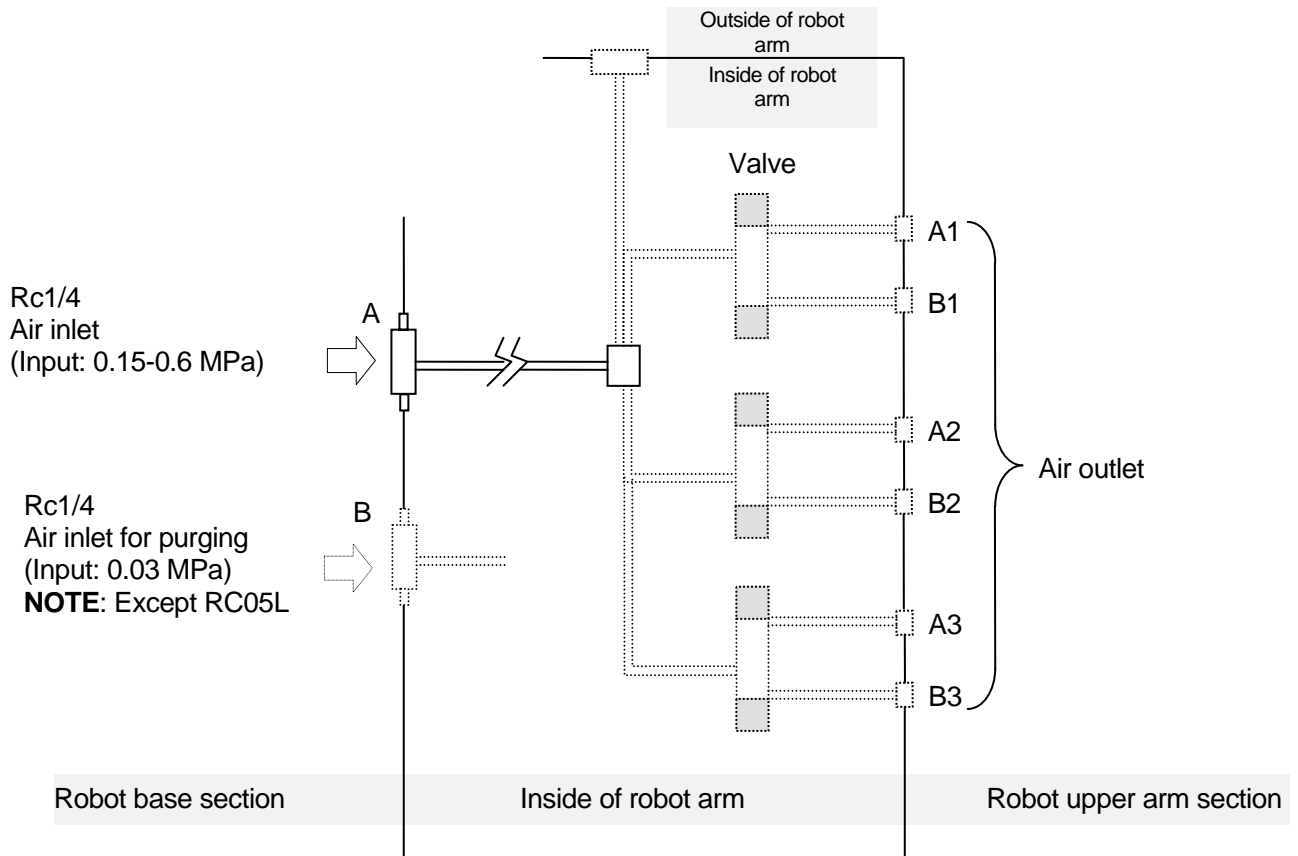 Outside of robot
arm
Inside of robot
arm
Valve
A1
B1
Rc1/4
Air inlet
(Input: 0.15-0.6 MPa)
A
A2
B2
Air outlet
Rc1/4
Air inlet for purging
(Input: 0.03 MPa)
NOTE: Except RC05L
B
A3
B3
Robot base section
Inside of robot arm
Robot upper arm section